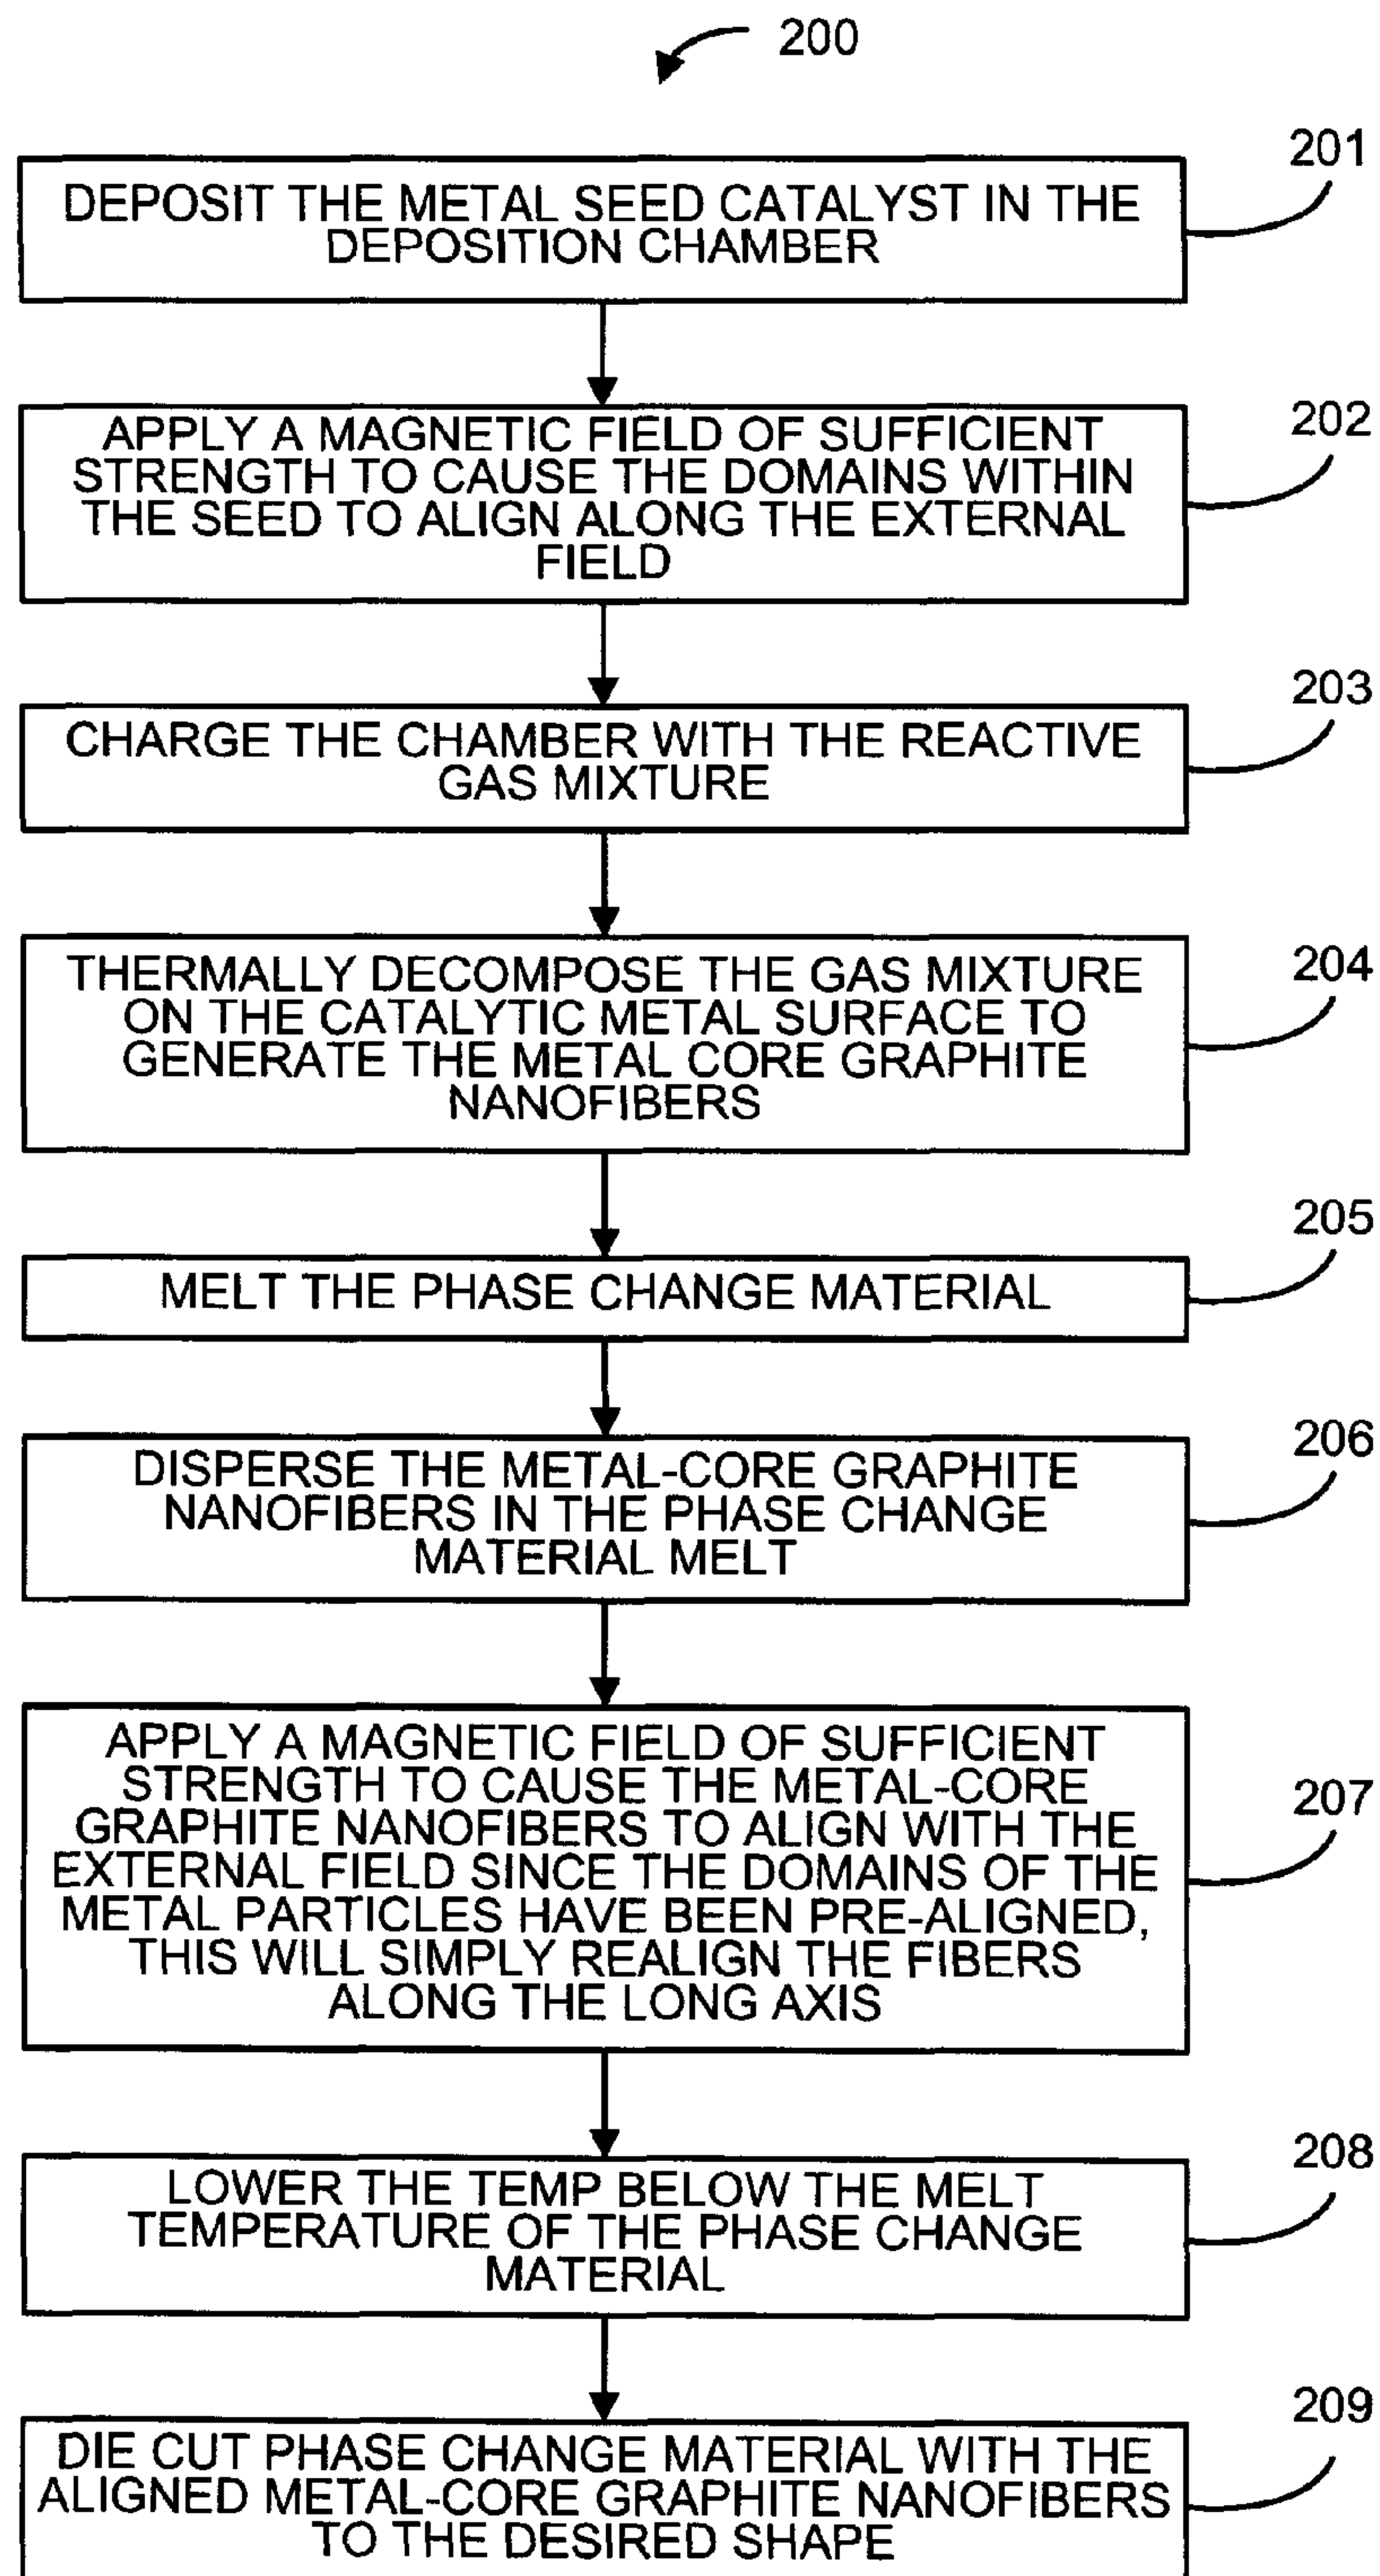 200
201
DEPOSIT THE METAL SEED CATALYST IN THE
DEPOSITION CHAMBER
202
APPLY A MAGNETIC FIELD OF SUFFICIENT
STRENGTH TO CAUSE THE DOMAINS WITHIN
THE SEED TO ALIGN ALONG THE EXTERNAL
FIELD
203
CHARGE THE CHAMBER WITH THE REACTIVE
GAS MIXTURE
204
THERMALLY DECOMPOSE THE GAS MIXTURE
ON THE CATALYTIC METAL SURFACE TO
GENERATE THE METAL CORE GRAPHITE
NANOFIBERS
205
MELT THE PHASE CHANGE MATERIAL
206
DISPERSE THE METAL-CORE GRAPHITE
NANOFIBERS IN THE PHASE CHANGE
MATERIAL MELT
207
APPLY A MAGNETIC FIELD OF SUFFICIENT
STRENGTH TO CAUSE THE METAL-CORE
GRAPHITE NANOFIBERS TO ALIGN WITH THE
EXTERNAL FIELD SINCE THE DOMAINS OF THE
METAL PARTICLES HAVE BEEN PRE-ALIGNED,
THIS WILL SIMPLY REALIGN THE FIBERS
ALONG THE LONG AXIS
208
LOWER THE TEMP BELOW THE MELT
TEMPERATURE OF THE PHASE CHANGE
MATERIAL
209
DIE CUT PHASE CHANGE MATERIAL WITH THE
ALIGNED METAL-CORE GRAPHITE NANOFIBERS
TO THE DESIRED SHAPE